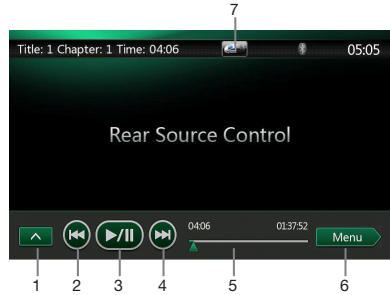 7
Title: 1 Chapter: 1 Time: 04:06 05:05
Rear Source Control
04:06 01:37:52
Menu
1 2 3 4 5 6